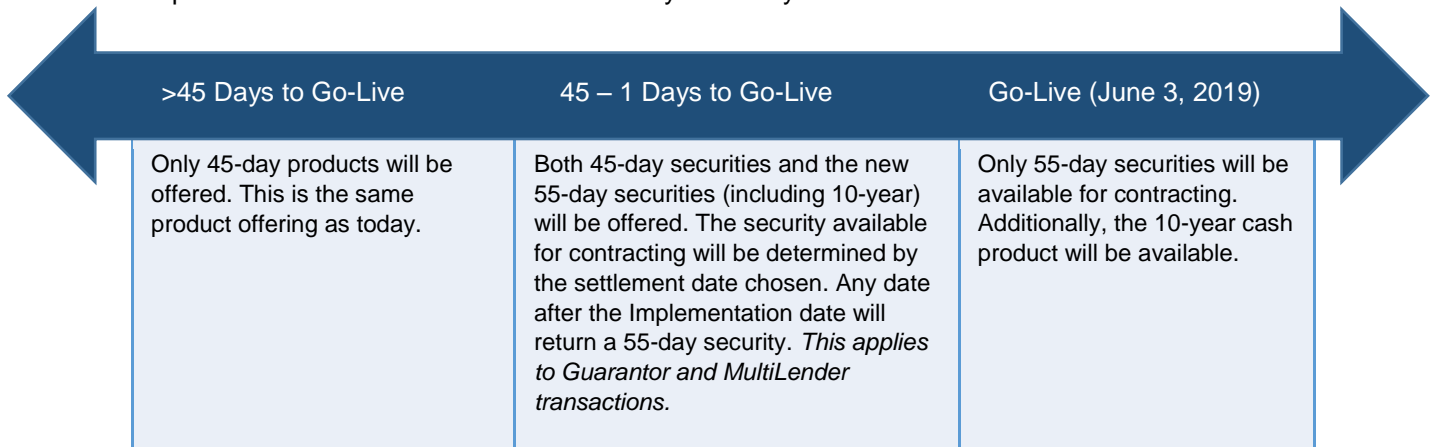 >45 Days to Go-Live
45 – 1 Days to Go-Live
Go-Live (June 3, 2019)
Only 45-day products will be
offered. This is the same
product offering as today.
Both 45-day securities and the new
55-day securities (including 10-year)
will be offered. The security available
for contracting will be determined by
the settlement date chosen. Any date
after the Implementation date will
return a 55-day security. This applies
to Guarantor and MultiLender
transactions.
Only 55-day securities will be
available for contracting.
Additionally, the 10-year cash
product will be available.